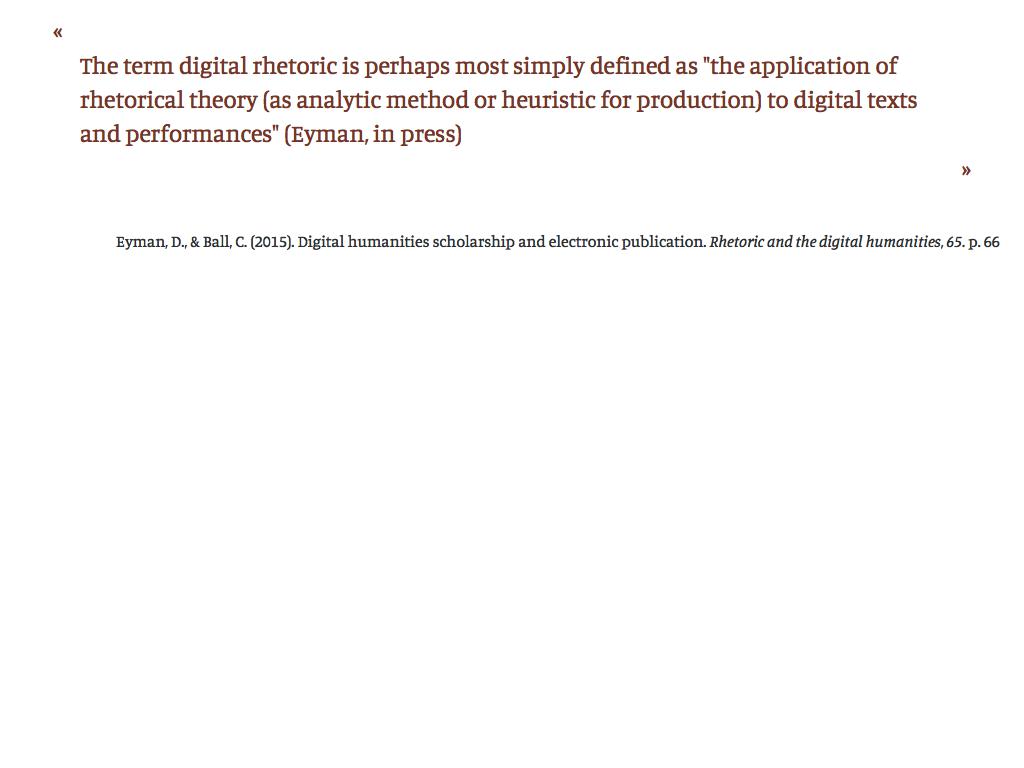 «
The term digital rhetoric is perhaps most simply defined as "the application of
rhetorical theory (as analytic method or heuristic for production) to digital texts
and performances" (Eyman, in press)
»
Eyman, D., & Ball, C. (2015). Digital humanities scholarship and electronic publication. Rhetoric and the digital humanities, 65. p. 66